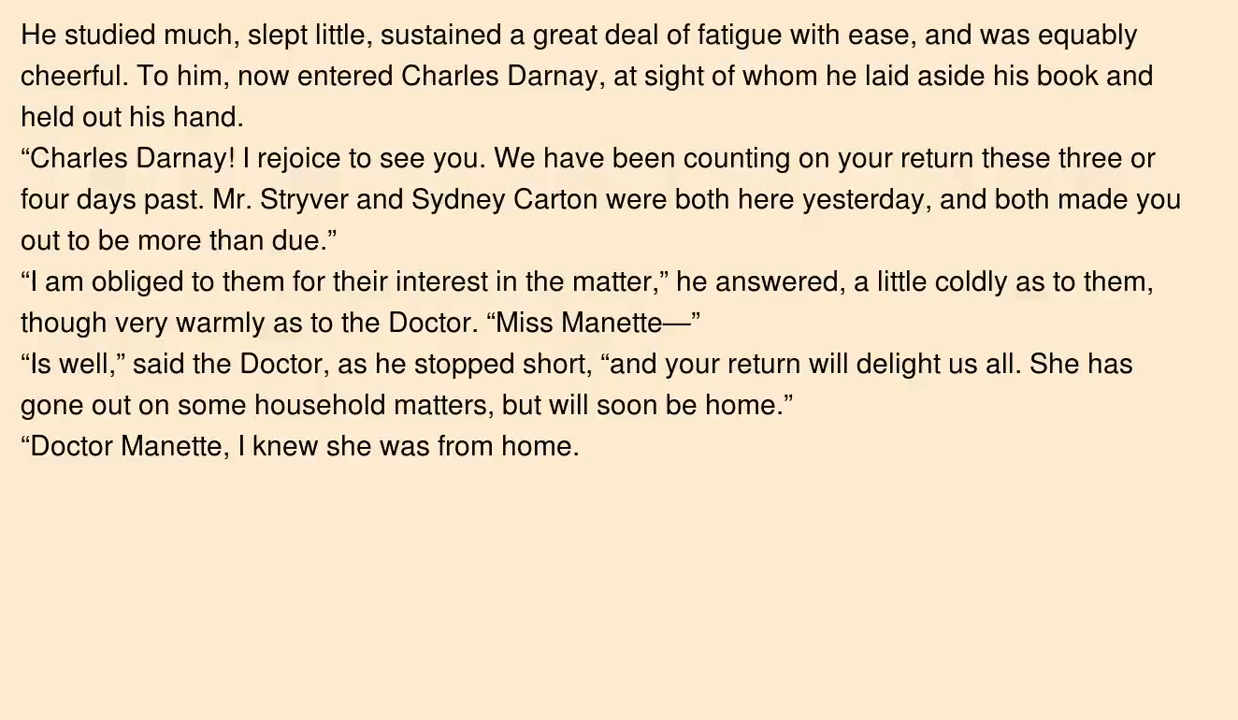 He studied much, slept little, sustained a great deal of fatigue with ease, and was equably
cheerful. To him, now entered Charles Darnay, at sight of whom he laid aside his book and
held out his hand.
“Charles Darnay! I rejoice to see you. We have been counting on your return these three or
four days past. Mr. Stryver and Sydney Carton were both here yesterday, and both made you
out to be more than due.”
“I am obliged to them for their interest in the matter,” he answered, a little coldly as to them,
though very warmly as to the Doctor. “Miss Manette—”
“Is well,” said the Doctor, as he stopped short, “and your return will delight us all. She has
gone out on some household matters, but will soon be home.”
“Doctor Manette, I knew she was from home.